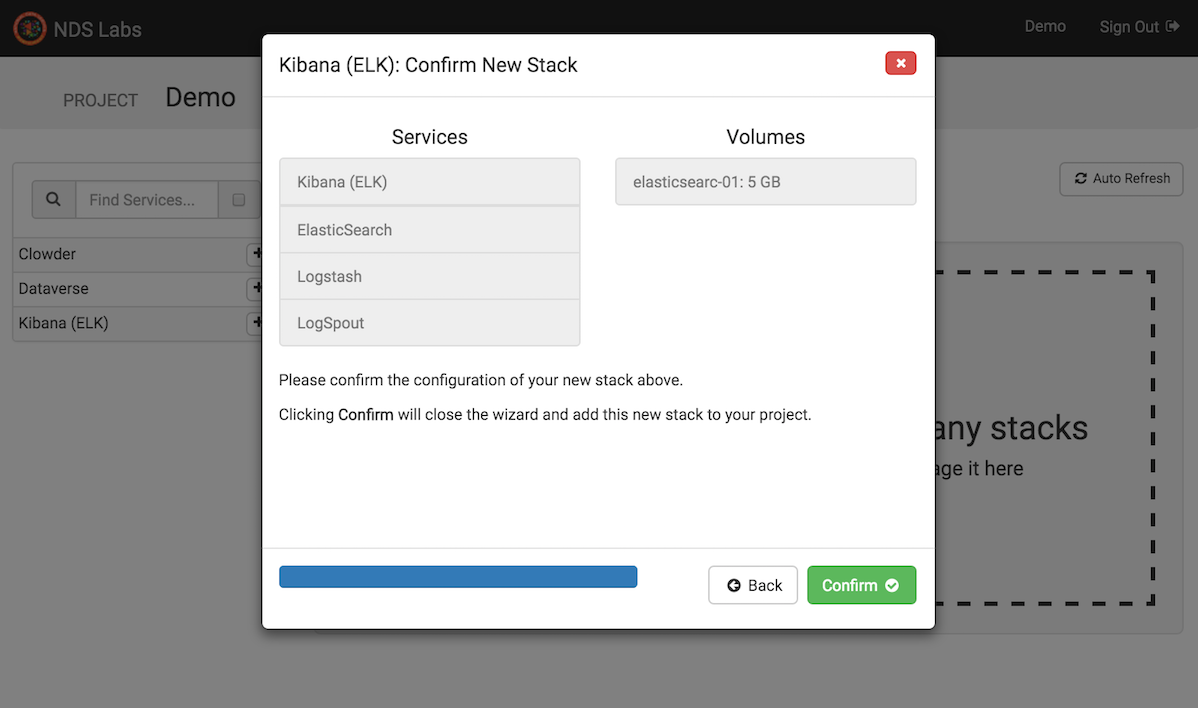 NDS Labs
Demo
Sign Out
PROJECT Demo
Find Services...
Clowder
Dataverse
Kibana (ELK)
Auto Refresh
any stacks
age it here
Kibana (ELK): Confirm New Stack
Services
Kibana (ELK)
ElasticSearch
Logstash
LogSpout
Volumes
elasticsearc-01: 5 GB
Please confirm the configuration of your new stack above.
Clicking Confirm will close the wizard and add this new stack to your project.
Back
Confirm